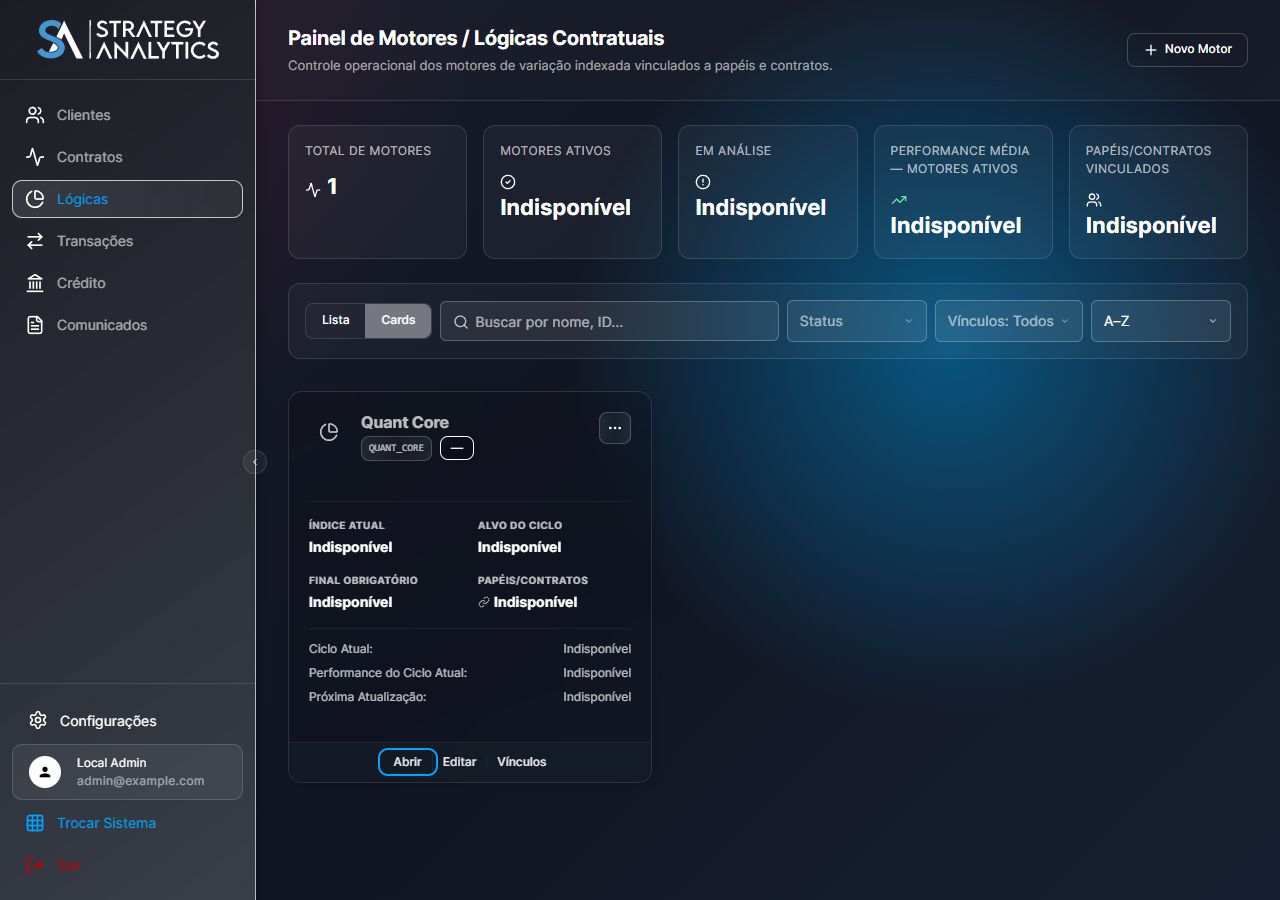 STRATEGY
ANALYTICS
Clientes
Contratos
Lógicas
Transações
Crédito
Comunicados
Configurações
Local Admin
admin@example.com
Trocar Sistema
Sair
Painel de Motores / Lógicas Contratuais
Controle operacional dos motores de variação indexada vinculados a papéis e contratos.
Novo Motor
TOTAL DE MOTORES
1
MOTORES ATIVOS
Indisponível
EM ANÁLISE
Indisponível
PERFORMANCE MÉDIA
— MOTORES ATIVOS
Indisponível
PAPÉIS/CONTRATOS
VINCULADOS
Indisponível
Lista Cards Buscar por nome, ID... Status Vínculos: Todos A–Z
Quant Core
QUANT_CORE —
ÍNDICE ATUAL ALVO DO CICLO
Indisponível Indisponível
FINAL OBRIGATÓRIO PAPÉIS/CONTRATOS
Indisponível Indisponível
Ciclo Atual: Indisponível
Performance do Ciclo Atual: Indisponível
Próxima Atualização: Indisponível
Abrir Editar Vínculos